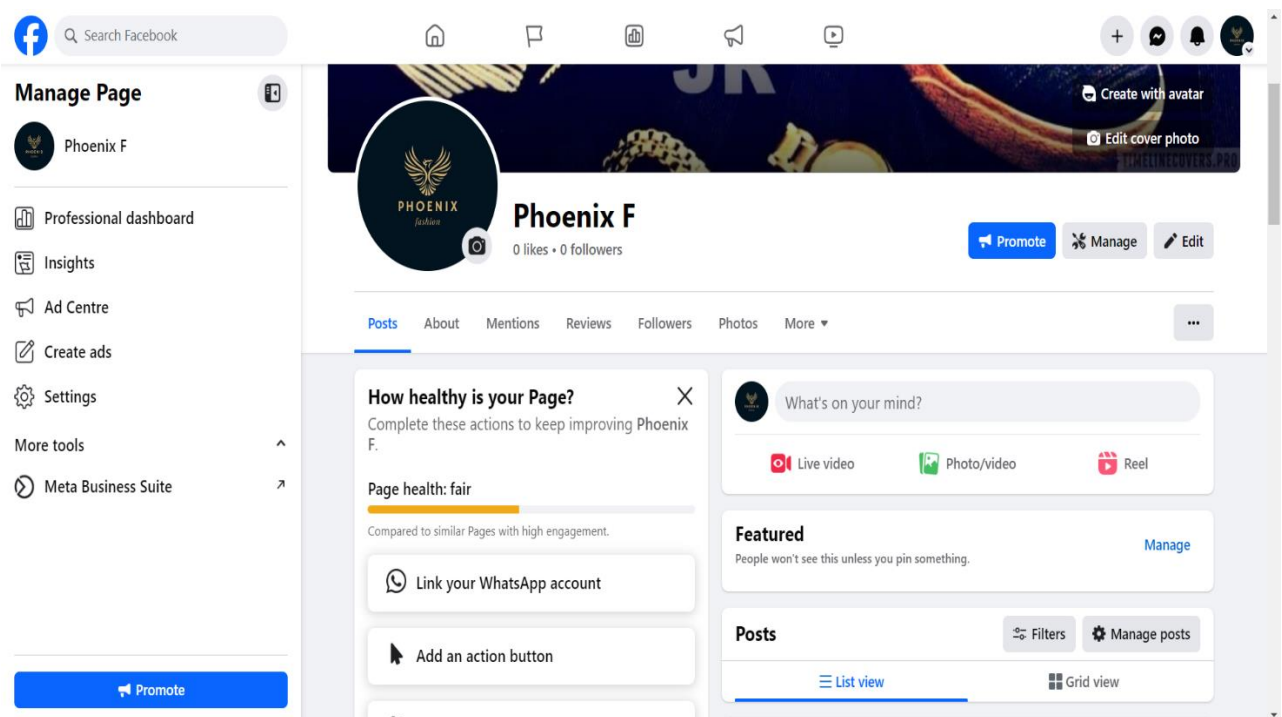 Search Facebook
Manage Page
Phoenix F
Professional dashboard
Insights
Ad Centre
Create ads
Settings
More tools
Meta Business Suite
Promote
JR
Create with avatar
Edit cover photo
TIMELINECOVERS.PRO
PHOENIX
fashion
Phoenix F
0 likes • 0 followers
Promote
Manage
Edit
Posts
About
Mentions
Reviews
Followers
Photos
More
How healthy is your Page?
Complete these actions to keep improving Phoenix
F.
Page health: fair
Compared to similar Pages with high engagement.
Link your WhatsApp account
Add an action button
What's on your mind?
Live video
Photo/video
Reel
Featured
People won't see this unless you pin something.
Manage
Posts
Filters
Manage posts
List view
Grid view